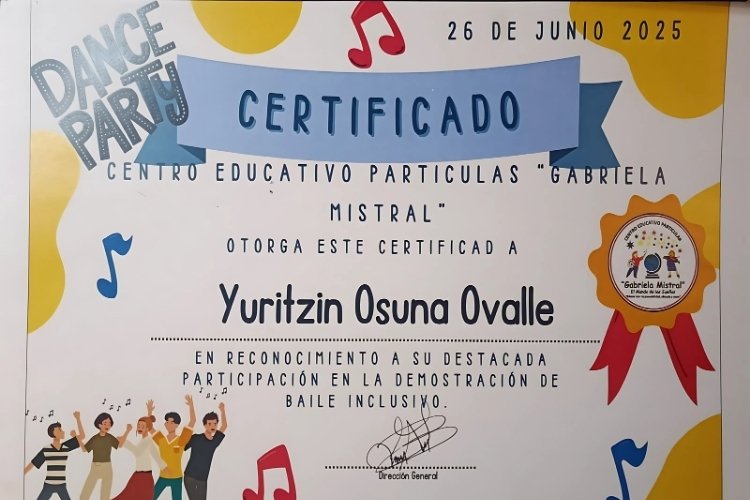 DANCE
PARTY
26 DE JUNIO 2025
CERTIFICADO
CENTRO EDUCATIVO PARTICULAS "GABRIELA
MISTRAL"
OTORGA ESTE CERTIFICAD A
CENTRO EDUCATIVO PARTICULAR
"Gabriela Mistral"
El Mundo de los Sueños
Yuritzin Osuna Ovalle
EN RECONOCIMIENTO A SU DESTACADA
PARTICIPACIÓN EN LA DEMOSTRACIÓN DE
BAILE INCLUSIVO.
Dirección General